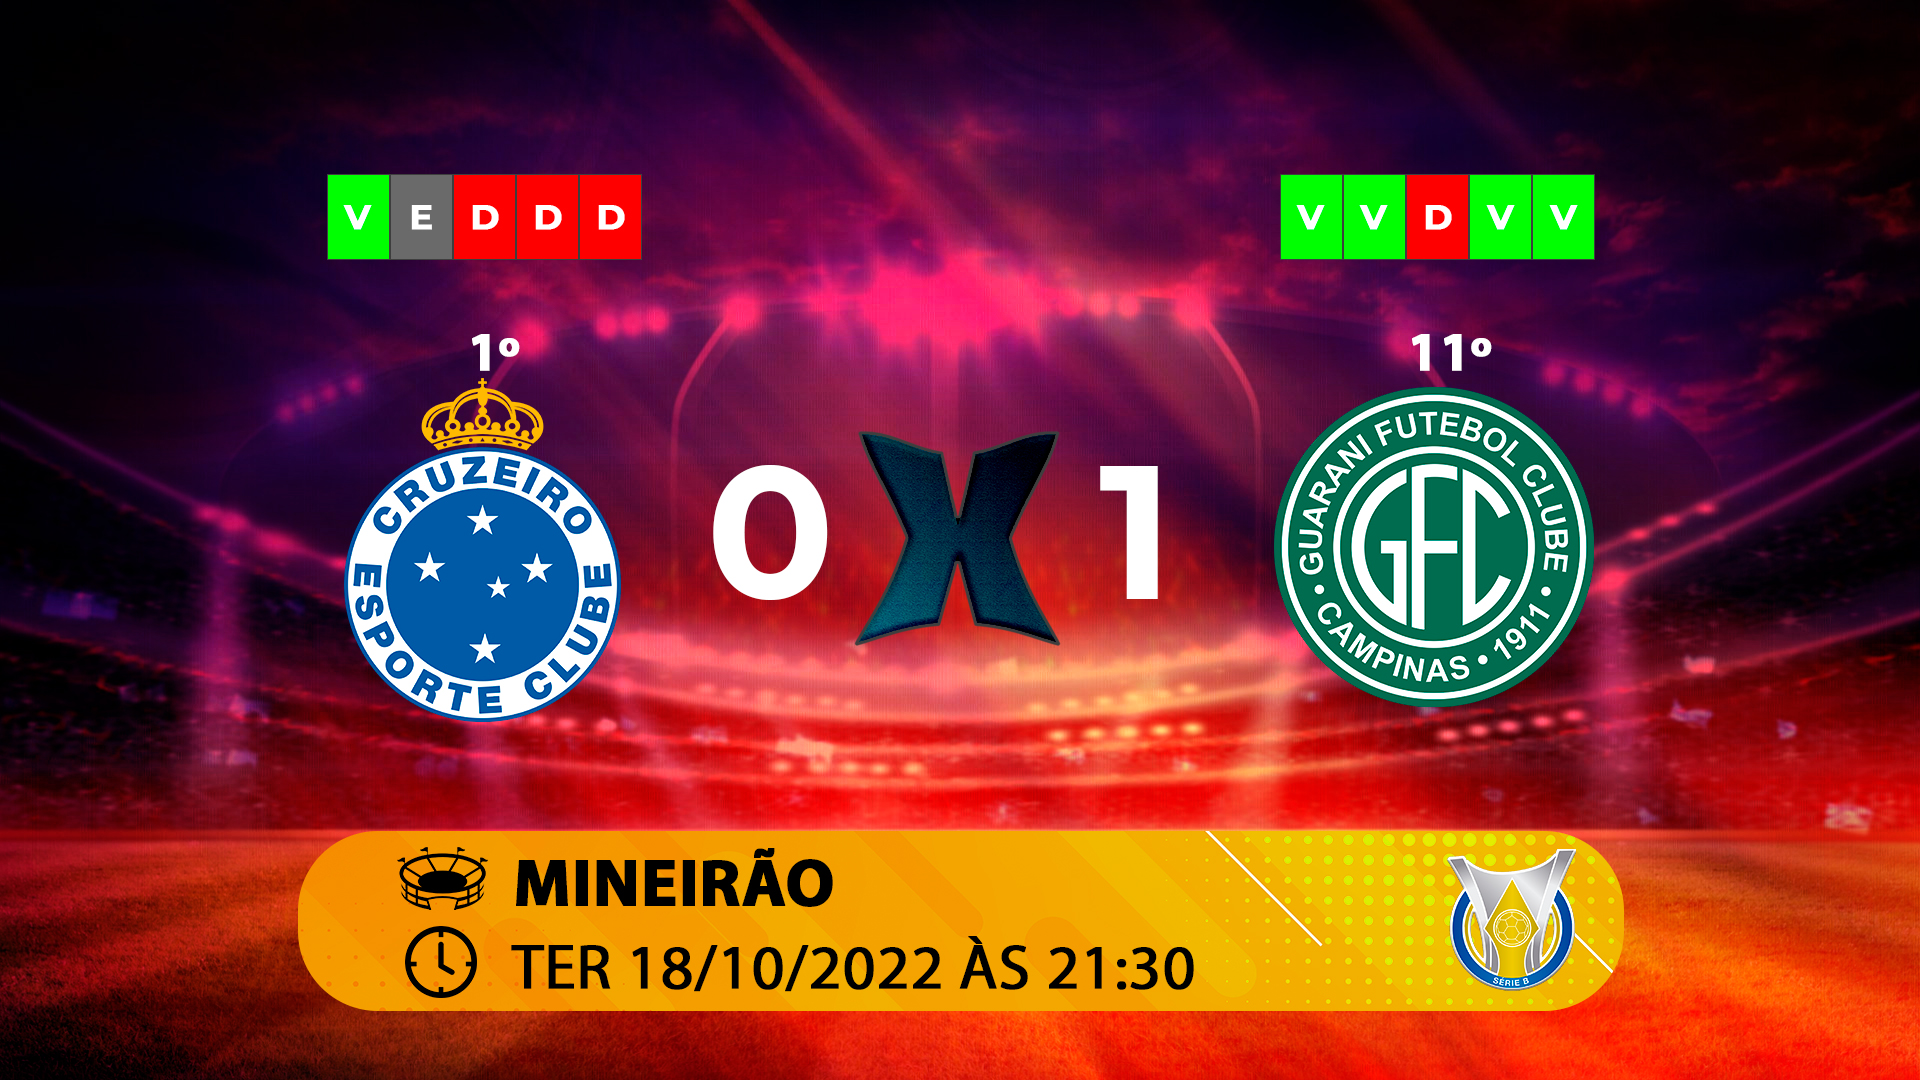 V E D D D
V V D V V
1º
11º
CRUZEIRO
ESPORTE CLUBE
0 X 1
GUARANI FUTEBOL CLUBE
GFC
• CAMPINAS • 1911 •
MINEIRÃO
TER 18/10/2022 ÀS 21:30
SÉRIE B